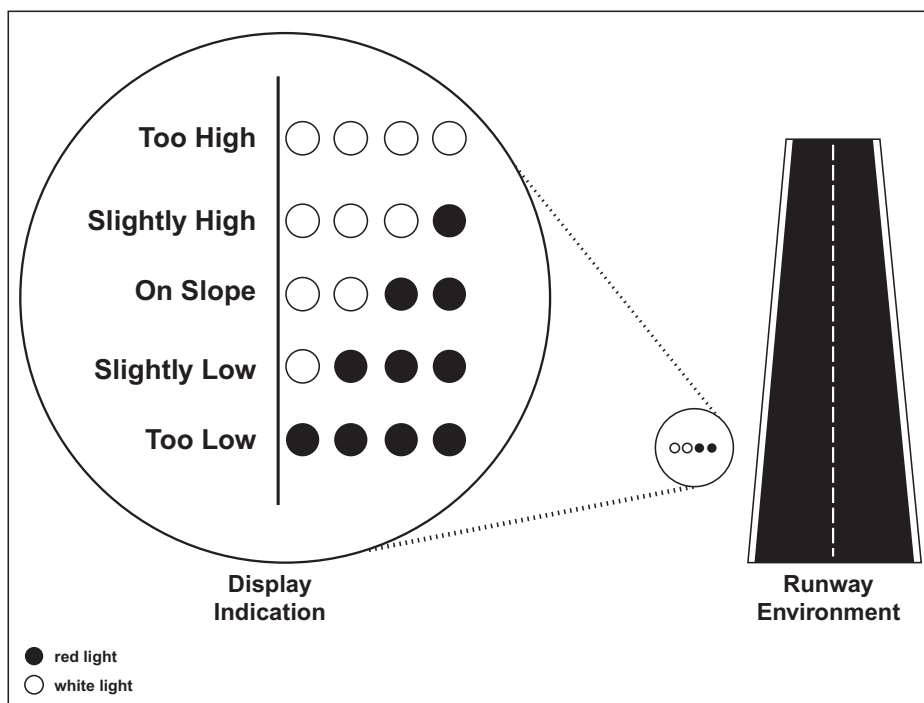 Too High
Slightly High
On Slope
Slightly Low
Too Low
Display
Indication
Runway
Environment
red light
white light